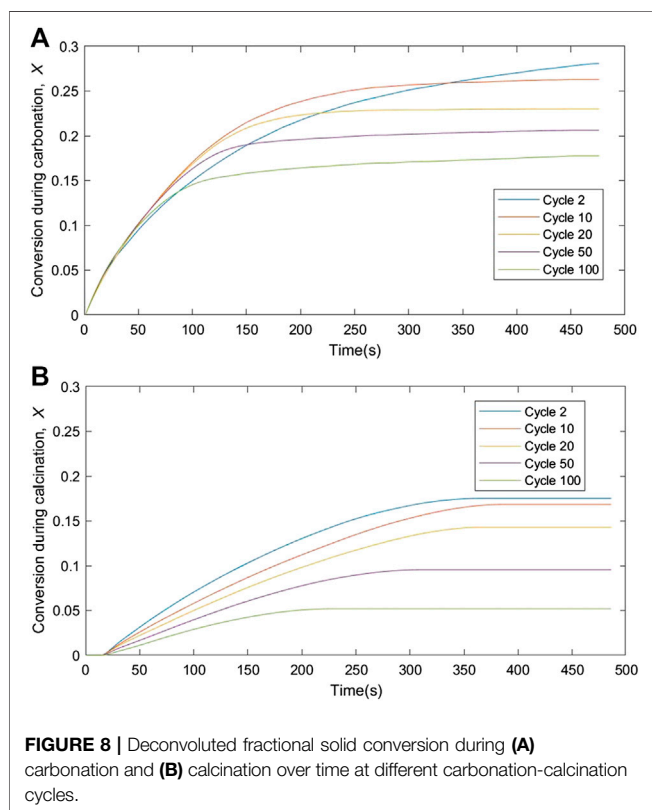 A
0.3
0.25
0.2
0.15
0.1
0.05
0
Conversion during carbonation, X
Cycle 2
Cycle 10
Cycle 20
Cycle 50
Cycle 100
0 50 100 150 200 250 300 350 400 450 500
Time(s)
B
0.3
0.25
0.2
0.15
0.1
0.05
0
Conversion during calcination, X
Cycle 2
Cycle 10
Cycle 20
Cycle 50
Cycle 100
0 50 100 150 200 250 300 350 400 450 500
Time(s)
FIGURE 8 | Deconvoluted fractional solid conversion during (A)
carbonation and (B) calcination over time at different carbonation-calcination
cycles.